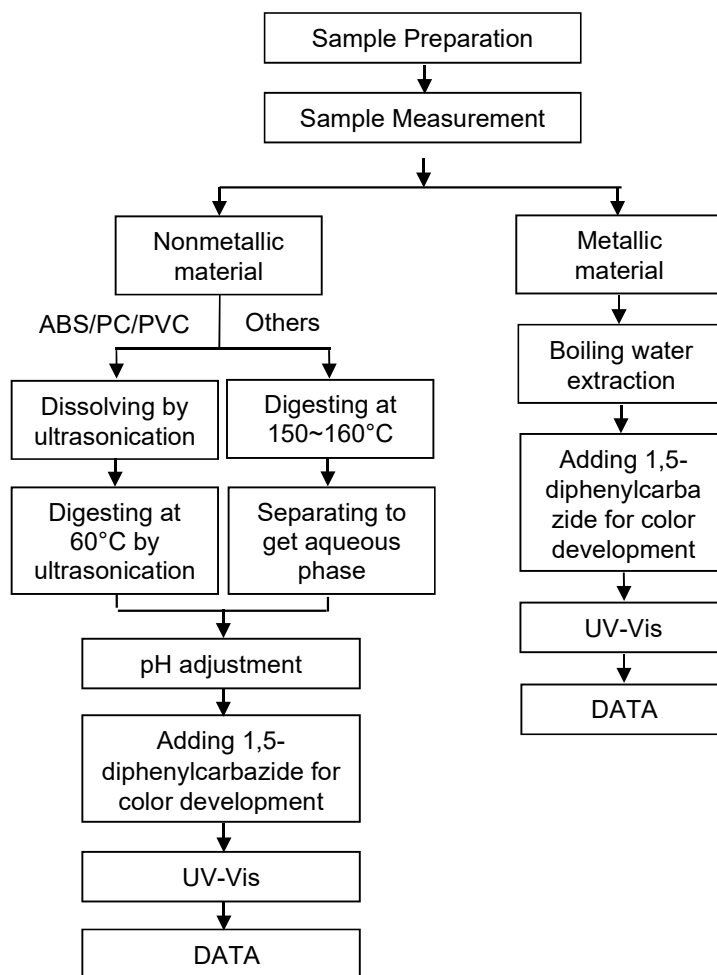 Sample Preparation
Sample Measurement
Nonmetallic
material
Metallic
material
ABS/PC/PVC
Others
Boiling water
extraction
Dissolving by
ultrasonication
Digesting at
150~160°C
Adding 1,5-
diphenylcarba
zide for color
development
Digesting at
60°C by
ultrasonication
Separating to
get aqueous
phase
UV-Vis
pH adjustment
DATA
Adding 1,5-
diphenylcarbazide for
color development
UV-Vis
DATA